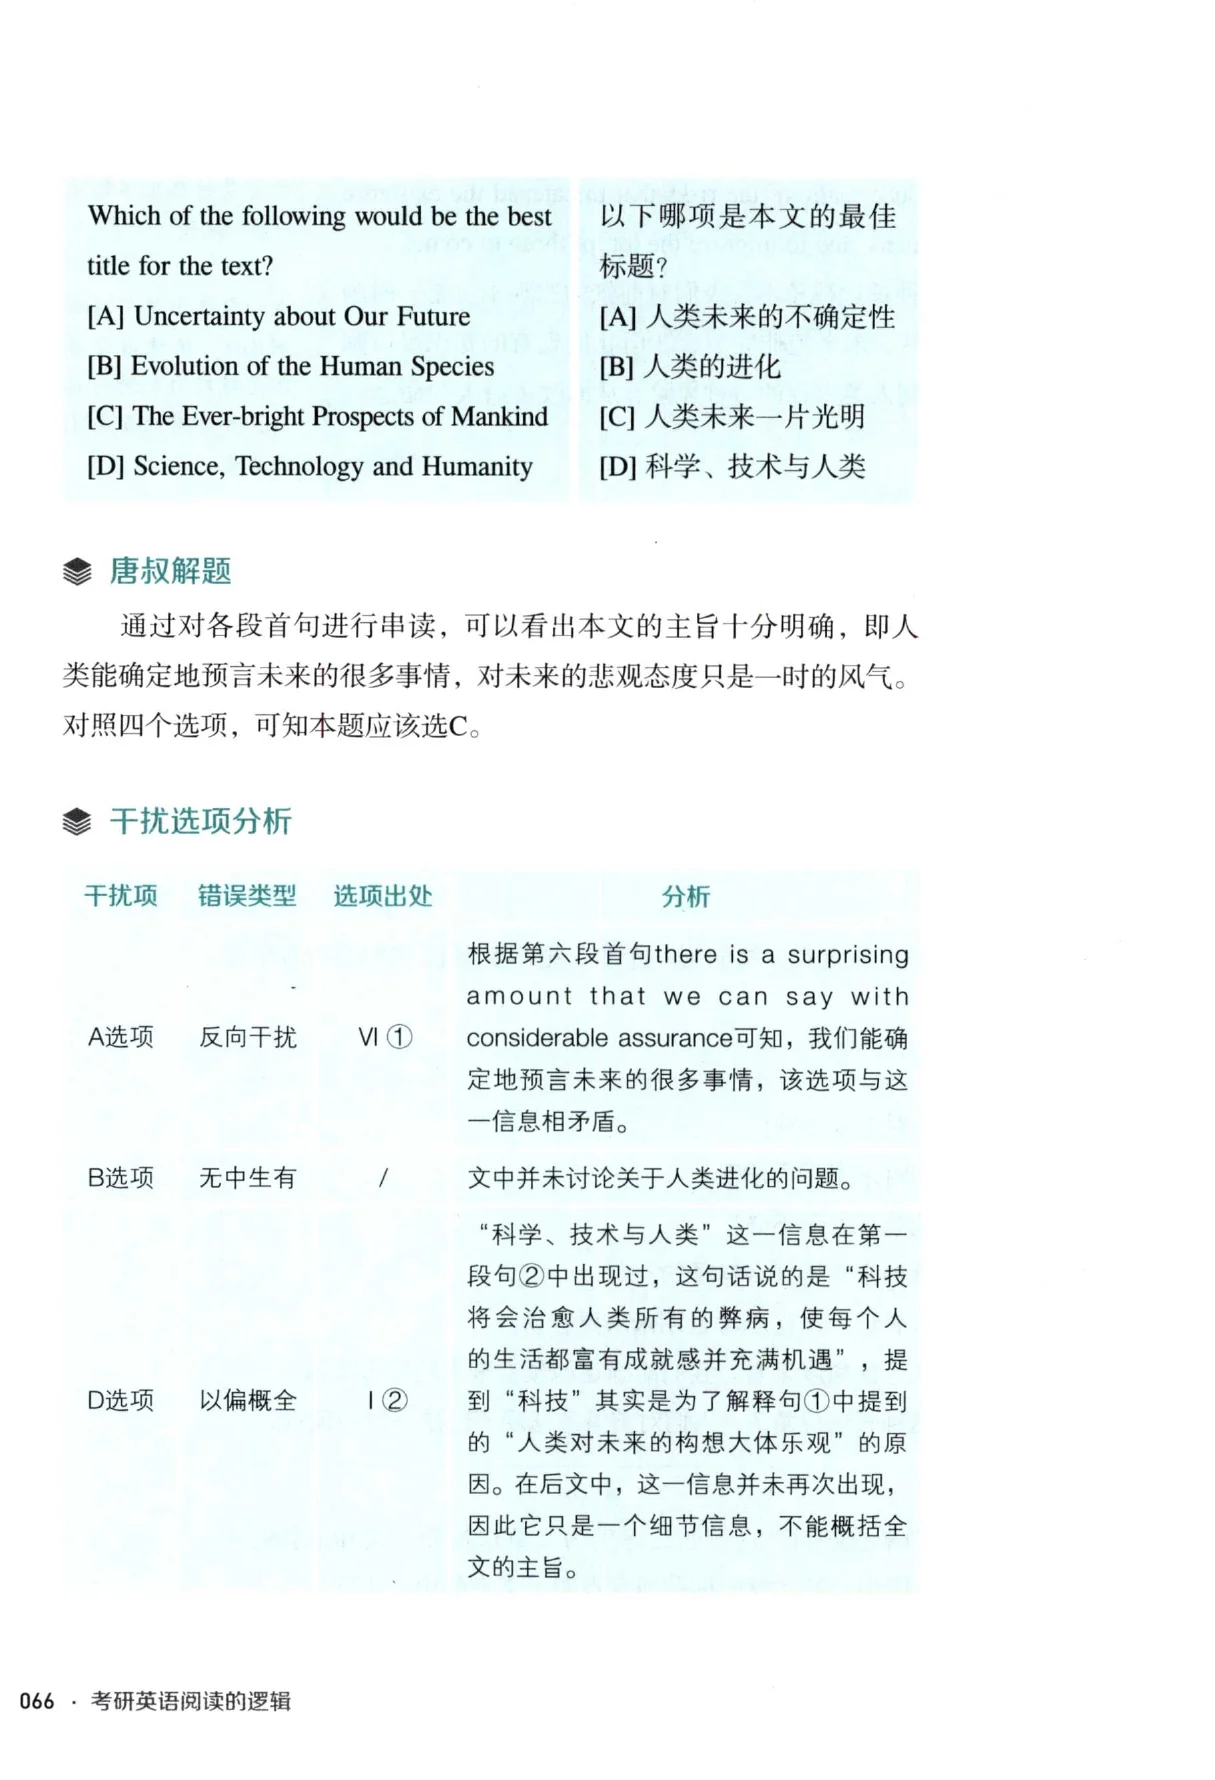 Which of the following would be the best
title for the text?
[A] Uncertainty about Our Future
[B] Evolution of the Human Species
[C] The Ever-bright Prospects of Mankind
[D] Science, Technology and Humanity
以下哪项是本文的最佳
标题？
[A] 人类未来的不确定性
[B] 人类的进化
[C] 人类未来一片光明
[D] 科学、技术与人类
唐叔解题
通过对各段首句进行串读，可以看出本文的主旨十分明确，即人
类能确定地预言未来的很多事情，对未来的悲观态度只是一时的风气。
对照四个选项，可知本题应该选C。
干扰选项分析
干扰项 错误类型 选项出处 分析
A选项 反向干扰 Ⅵ ①
根据第六段首句there is a surprising
amount that we can say with
considerable assurance可知，我们能确
定地预言未来的很多事情，该选项与这
一信息相矛盾。
B选项 无中生有 / 文中并未讨论关于人类进化的问题。
D选项 以偏概全 Ⅰ ②
“科学、技术与人类”这一信息在第一
段句②中出现过，这句话说的是“科技
将会治愈人类所有的弊病，使每个人
的生活都富有成就感并充满机遇”，提
到“科技”其实是为了解释句①中提到
的“人类对未来的构想大体乐观”的原
因。在后文中，这一信息并未再次出现，
因此它只是一个细节信息，不能概括全
文的主旨。
066 · 考研英语阅读的逻辑